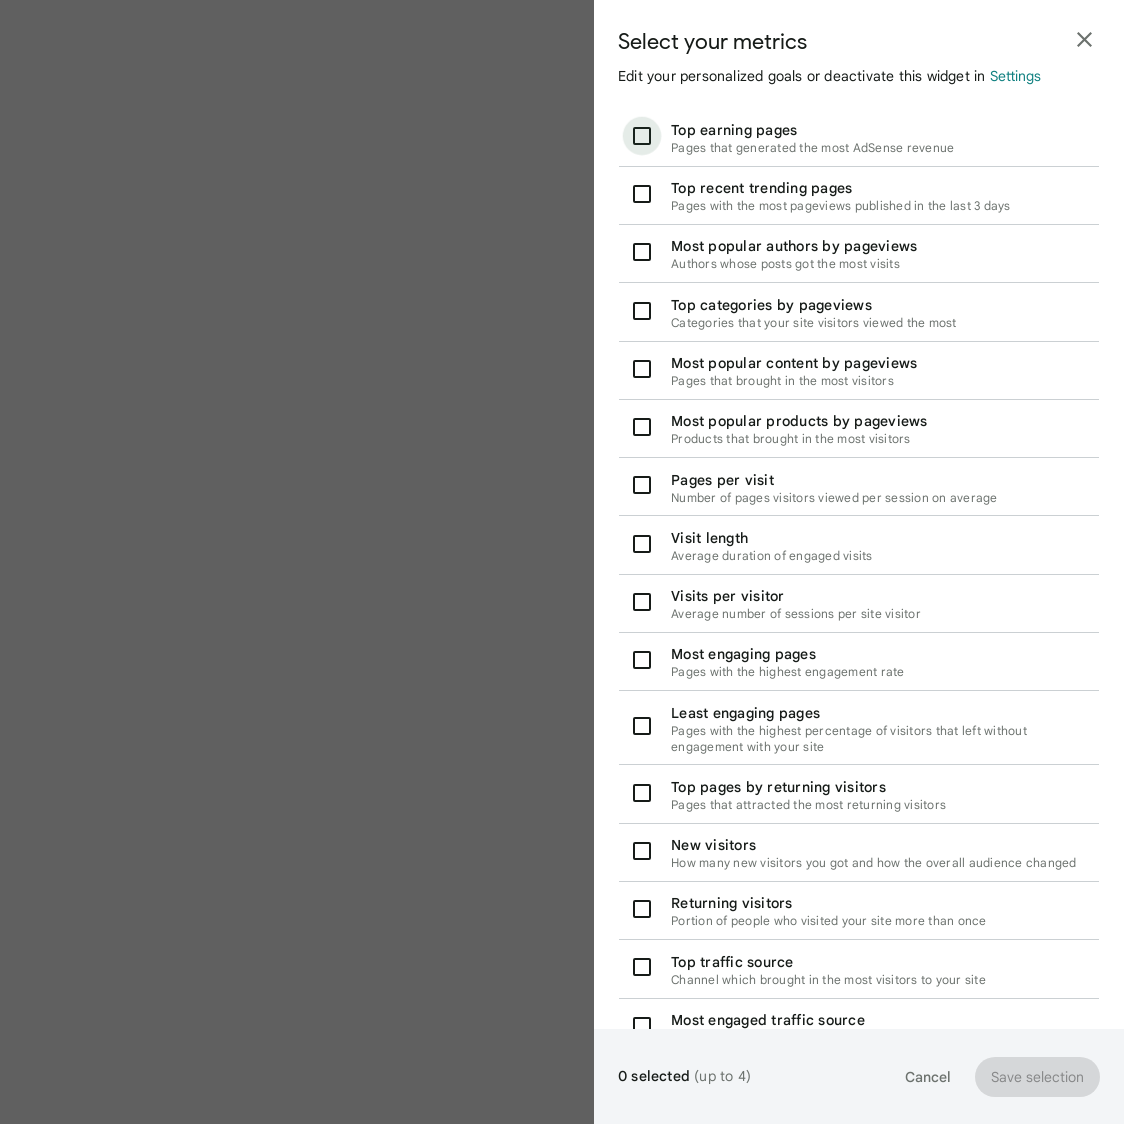 Select your metrics
Edit your personalized goals or deactivate this widget in Settings
Top earning pages
Pages that generated the most AdSense revenue
Top recent trending pages
Pages with the most pageviews published in the last 3 days
Most popular authors by pageviews
Authors whose posts got the most visits
Top categories by pageviews
Categories that your site visitors viewed the most
Most popular content by pageviews
Pages that brought in the most visitors
Most popular products by pageviews
Products that brought in the most visitors
Pages per visit
Number of pages visitors viewed per session on average
Visit length
Average duration of engaged visits
Visits per visitor
Average number of sessions per site visitor
Most engaging pages
Pages with the highest engagement rate
Least engaging pages
Pages with the highest percentage of visitors that left without
engagement with your site
Top pages by returning visitors
Pages that attracted the most returning visitors
New visitors
How many new visitors you got and how the overall audience changed
Returning visitors
Portion of people who visited your site more than once
Top traffic source
Channel which brought in the most visitors to your site
Most engaged traffic source
0 selected (up to 4)
Cancel
Save selection